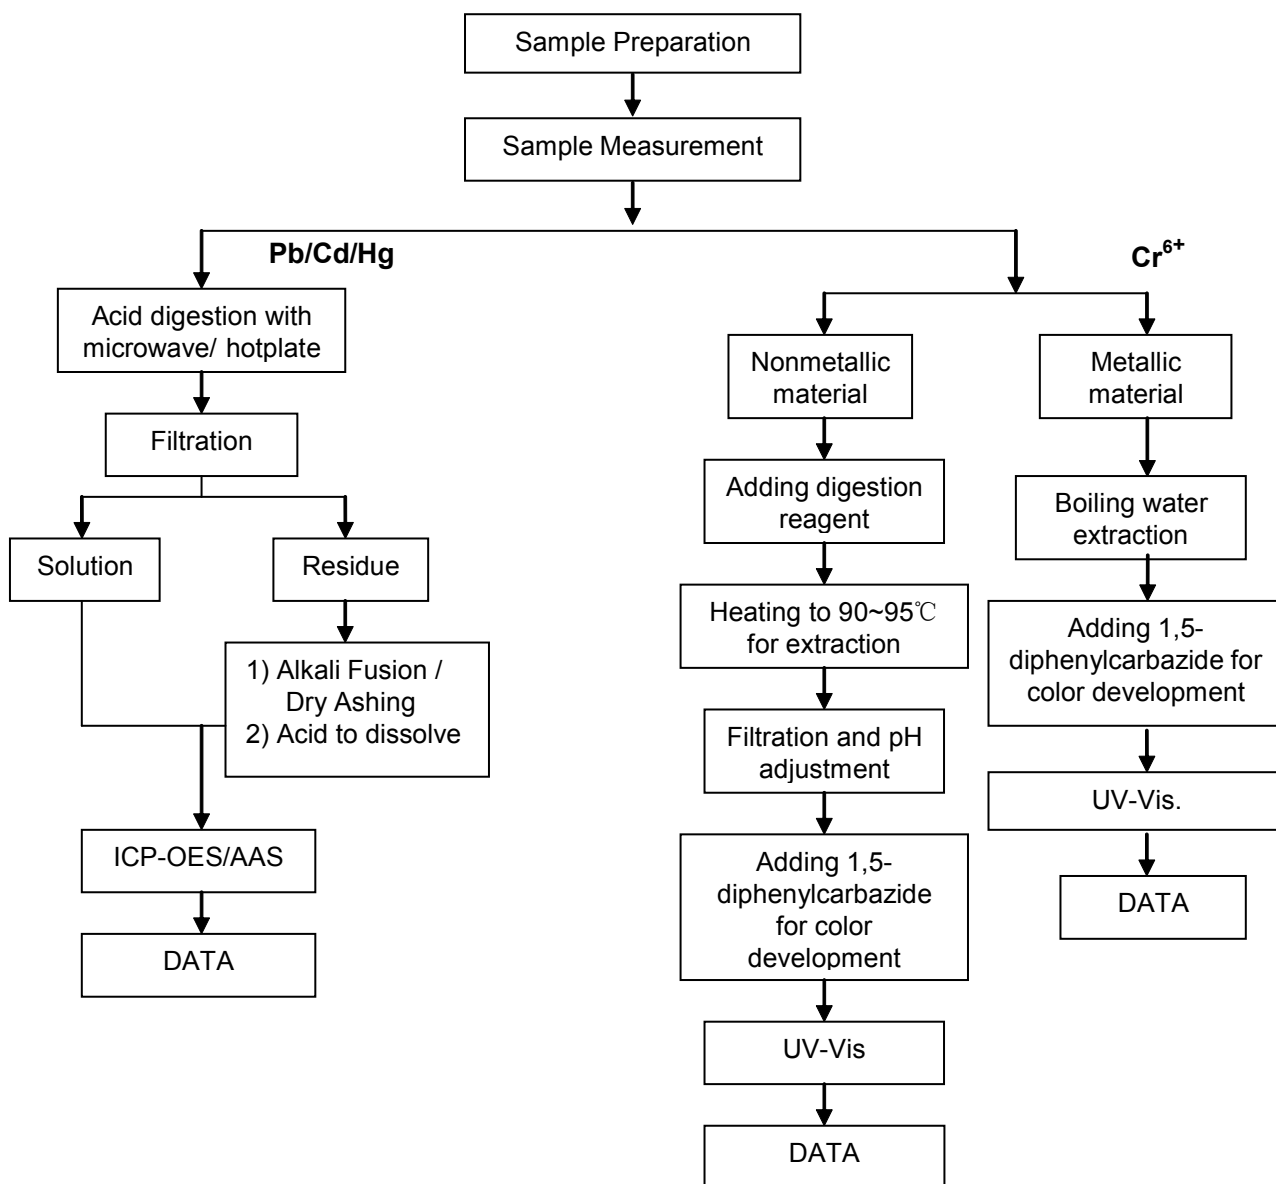 Sample Preparation
Sample Measurement
Pb/Cd/Hg
Acid digestion with
microwave/ hotplate
Filtration
Solution
Residue
1) Alkali Fusion /
Dry Ashing
2) Acid to dissolve
ICP-OES/AAS
DATA
Cr⁶⁺
Nonmetallic
material
Adding digestion
reagent
Heating to 90~95℃
for extraction
Filtration and pH
adjustment
Adding 1,5-
diphenylcarbazide
for color
development
UV-Vis
DATA
Metallic
material
Boiling water
extraction
Adding 1,5-
diphenylcarbazide for
color development
UV-Vis.
DATA